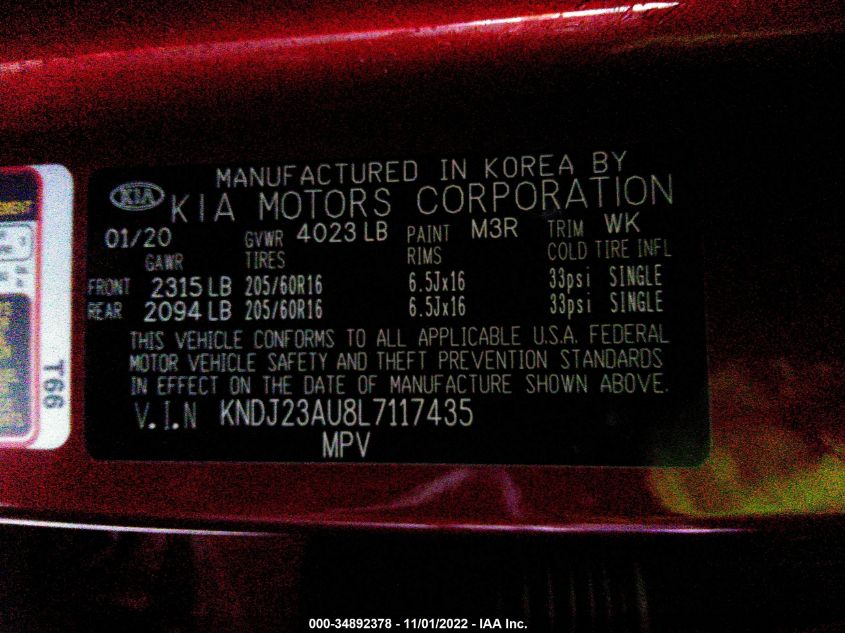 MANUFACTURED IN KOREA BY
KIA KIA MOTORS CORPORATION
01/20 GVWR 4023 LB PAINT M3R TRIM WK
GAWR TIRES RIMS COLD TIRE INFL
FRONT 2315 LB 205/60R16 6.5Jx16 33psi SINGLE
REAR 2094 LB 205/60R16 6.5Jx16 33psi SINGLE
THIS VEHICLE CONFORMS TO ALL APPLICABLE U.S.A. FEDERAL
MOTOR VEHICLE SAFETY AND THEFT PREVENTION STANDARDS
IN EFFECT ON THE DATE OF MANUFACTURE SHOWN ABOVE.
V.I.N KNDJ23AU8L7117435
MPV
T66
000-34892378 - 11/01/2022 - IAA Inc.